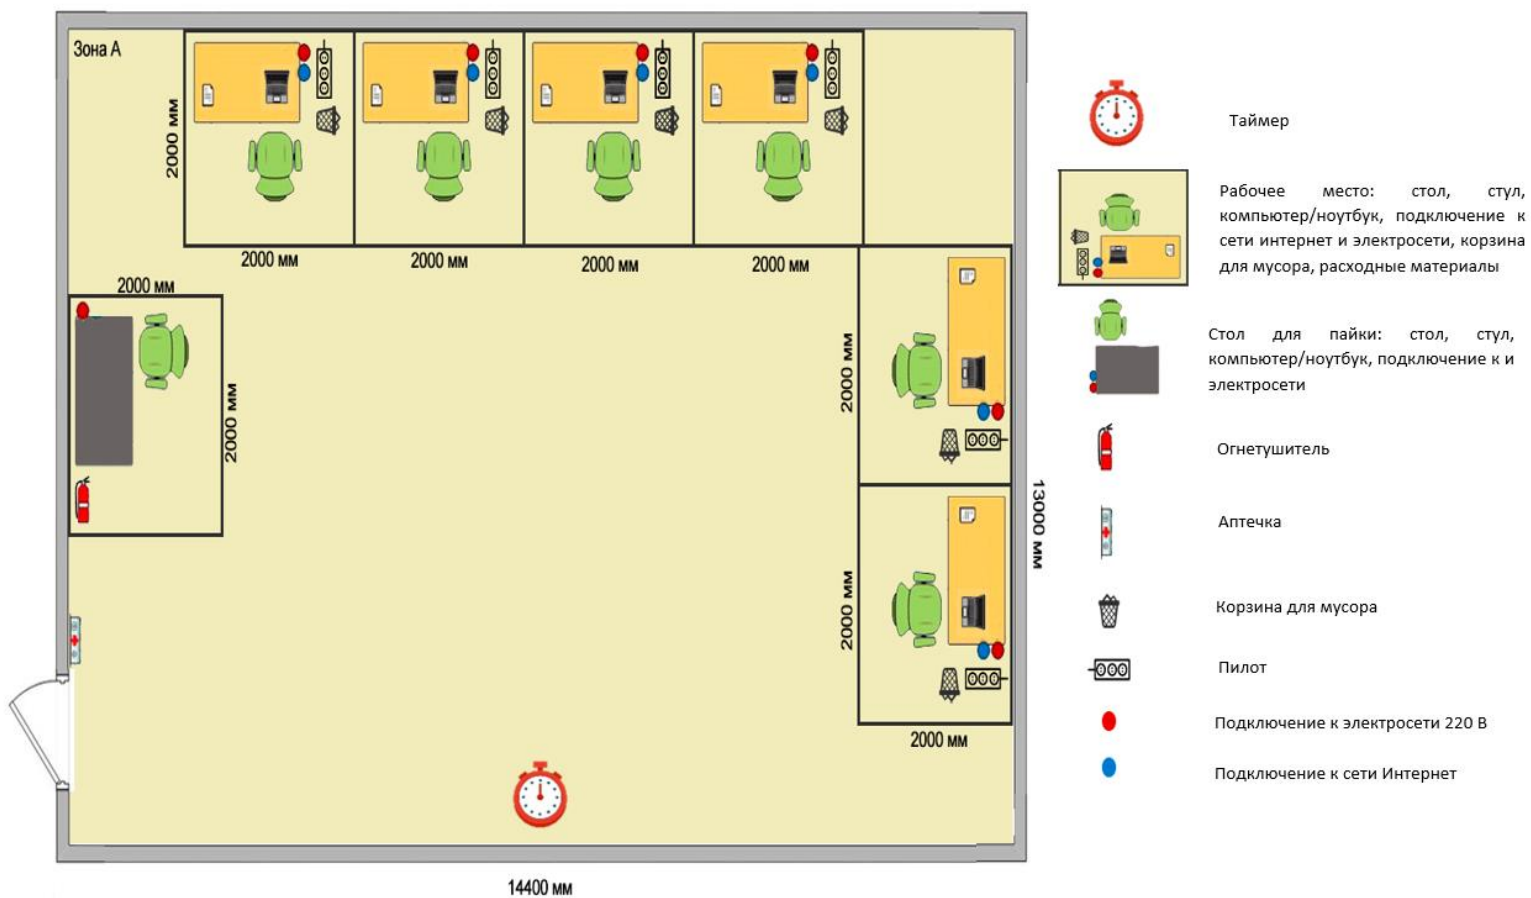 Зона А
2000 мм
2000 мм
2000 мм
2000 мм
2000 мм
2000 мм
2000 мм
2000 мм
2000 мм
2000 мм
13000 мм
14400 мм
Таймер
Рабочее место: стол, стул,
компьютер/ноутбук, подключение к
сети интернет и электросети, корзина
для мусора, расходные материалы
Стол для пайки: стол, стул,
компьютер/ноутбук, подключение к и
электросети
Огнетушитель
Аптечка
Корзина для мусора
Пилот
Подключение к электросети 220 В
Подключение к сети Интернет